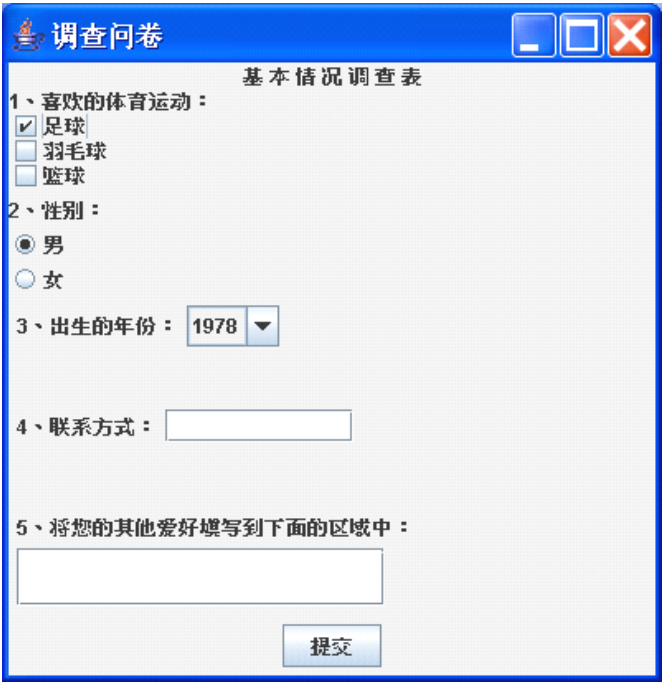 调查问卷
基本情况调查表
1、喜欢的体育运动：
足球
羽毛球
篮球
2、性别：
男
女
3、出生的年份： 1978
4、联系方式：
5、将您的其他爱好填写到下面的区域中：
提交